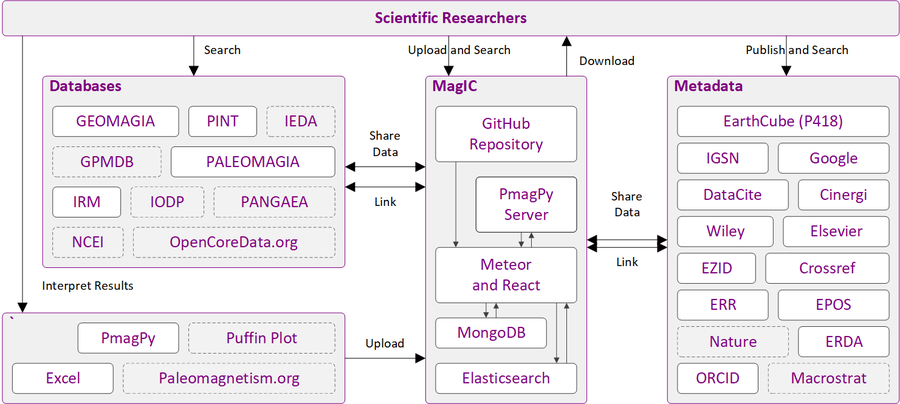 Scientific Researchers
Search
Upload and Search
Download
Publish and Search
Databases
GEOMAGIA
PINT
IEDA
GPMDB
PALEOMAGIA
IRM
IODP
PANGAEA
NCEI
OpenCoreData.org
Share
Data
Link
MagIC
GitHub
Repository
PmagPy
Server
Meteor
and React
MongoDB
Elasticsearch
Share
Data
Link
Metadata
EarthCube (P418)
IGSN
Google
DataCite
Cinergi
Wiley
Elsevier
EZID
Crossref
ERR
EPOS
Nature
ERDA
ORCID
Macrostrat
Interpret Results
`
PmagPy
Puffin Plot
Excel
Paleomagnetism.org
Upload